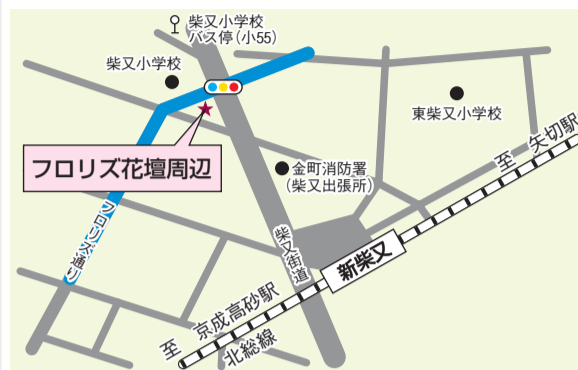 柴又小学校
バス停(小55)
柴又小学校
東柴又小学校
フロリズ花壇周辺
金町消防署
(柴又出張所)
至 矢切駅
フロリズ通り
柴又街道
新柴又
至 京成高砂駅
北総線